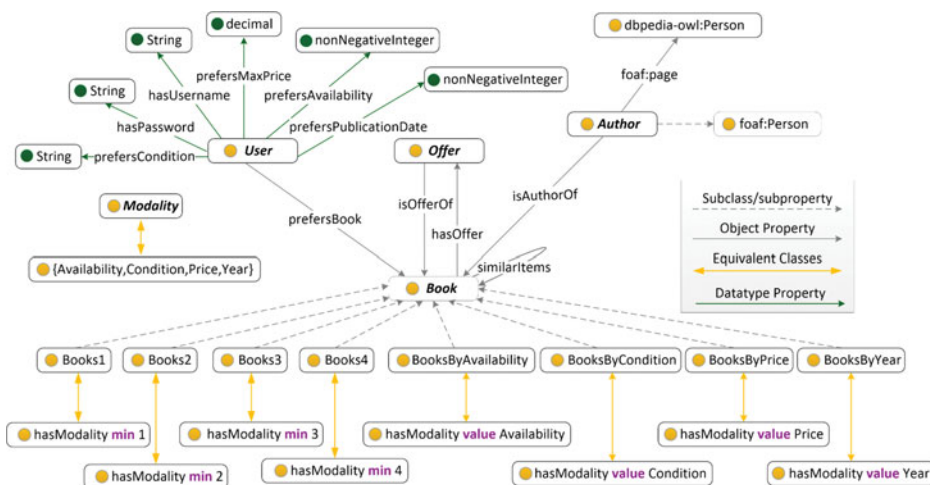 dbpedia-owl:Person
decimal
String
nonNegativeInteger
foaf:page
prefersMaxPrice
String
hasUsername
prefersAvailability
nonNegativeInteger
hasPassword
prefersPublicationDate
Author
foaf:Person
String
prefersCondition
User
Offer
isAuthorOf
Subclass/subproperty
Modality
isOfferOf
prefersBook
hasOffer
Object Property
{Availability,Condition,Price,Year}
similarItems
Equivalent Classes
Book
Datatype Property
Books1
Books2
Books3
Books4
BooksByAvailability
BooksByCondition
BooksByPrice
BooksByYear
hasModality min 1
hasModality min 3
hasModality value Availability
hasModality value Price
hasModality min 2
hasModality min 4
hasModality value Condition
hasModality value Year